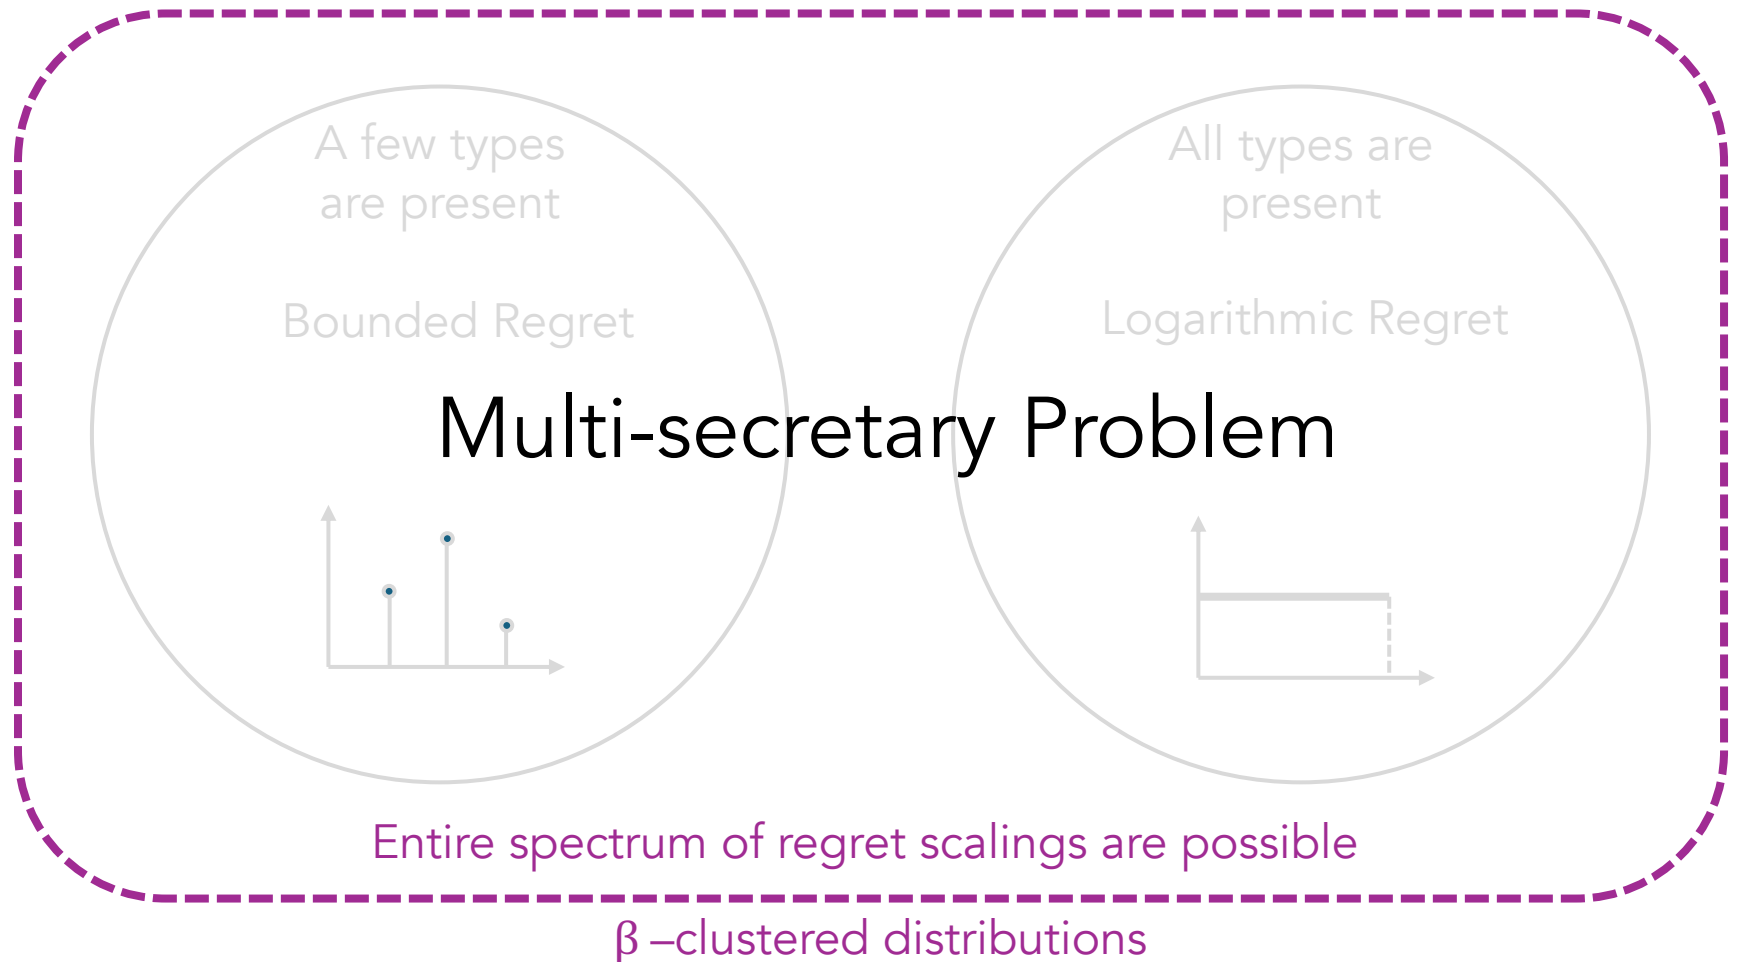 A few types
are present
All types are
present
Bounded Regret
Logarithmic Regret
Multi-secretary Problem
Entire spectrum of regret scalings are possible
β –clustered distributions